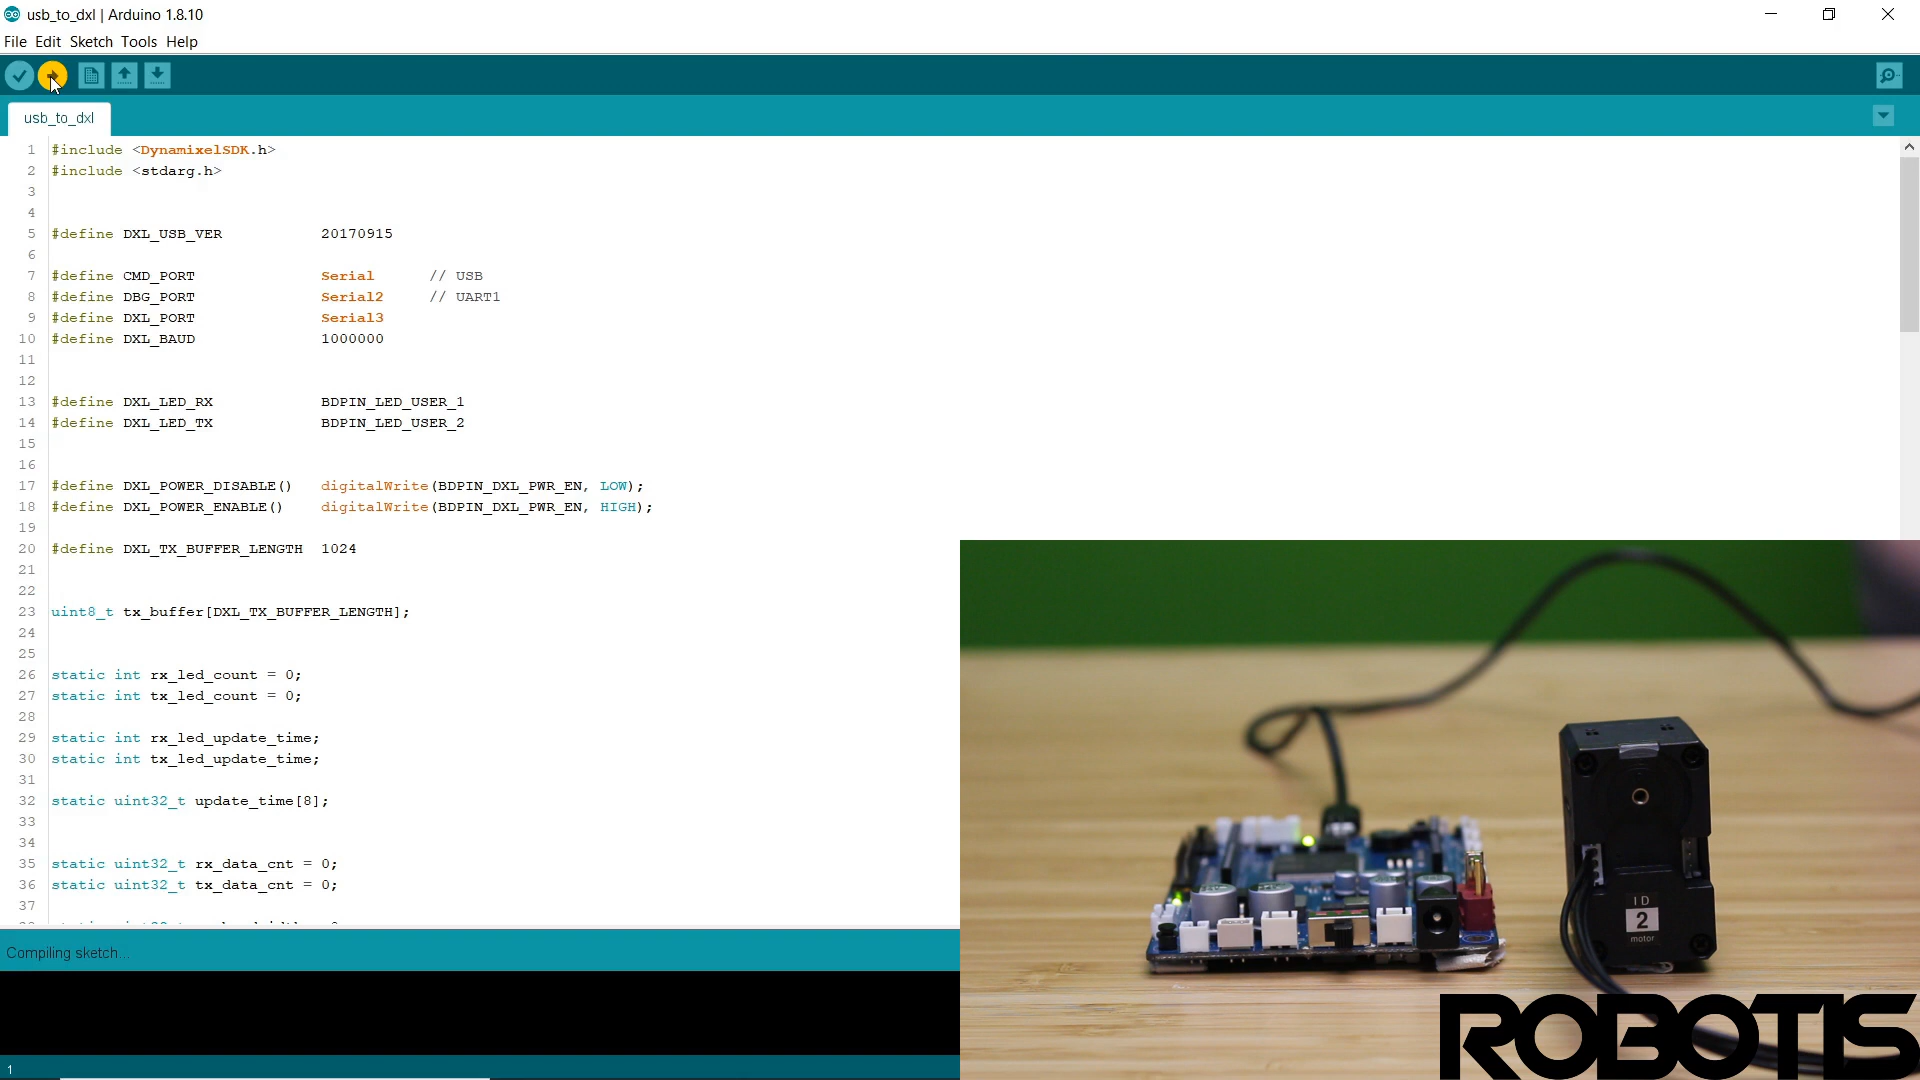 usb_to_dxl | Arduino 1.8.10
File Edit Sketch Tools Help
usb_to_dxl
1 #include <DynamixelSDK.h>
2 #include <stdarg.h>
3
4
5 #define DXL_USB_VER 20170915
6
7 #define CMD_PORT Serial // USB
8 #define DBG_PORT Serial2 // UART1
9 #define DXL_PORT Serial3
10 #define DXL_BAUD 1000000
11
12
13 #define DXL_LED_RX BDPIN_LED_USER_1
14 #define DXL_LED_TX BDPIN_LED_USER_2
15
16
17 #define DXL_POWER_DISABLE() digitalWrite(BDPIN_DXL_PWR_EN, LOW);
18 #define DXL_POWER_ENABLE() digitalWrite(BDPIN_DXL_PWR_EN, HIGH);
19
20 #define DXL_TX_BUFFER_LENGTH 1024
21
22
23 uint8_t tx_buffer[DXL_TX_BUFFER_LENGTH];
24
25
26 static int rx_led_count = 0;
27 static int tx_led_count = 0;
28
29 static int rx_led_update_time;
30 static int tx_led_update_time;
31
32 static uint32_t update_time[8];
33
34
35 static uint32_t rx_data_cnt = 0;
36 static uint32_t tx_data_cnt = 0;
37
Compiling sketch...
1
ID
2
motor
ROBOTIS